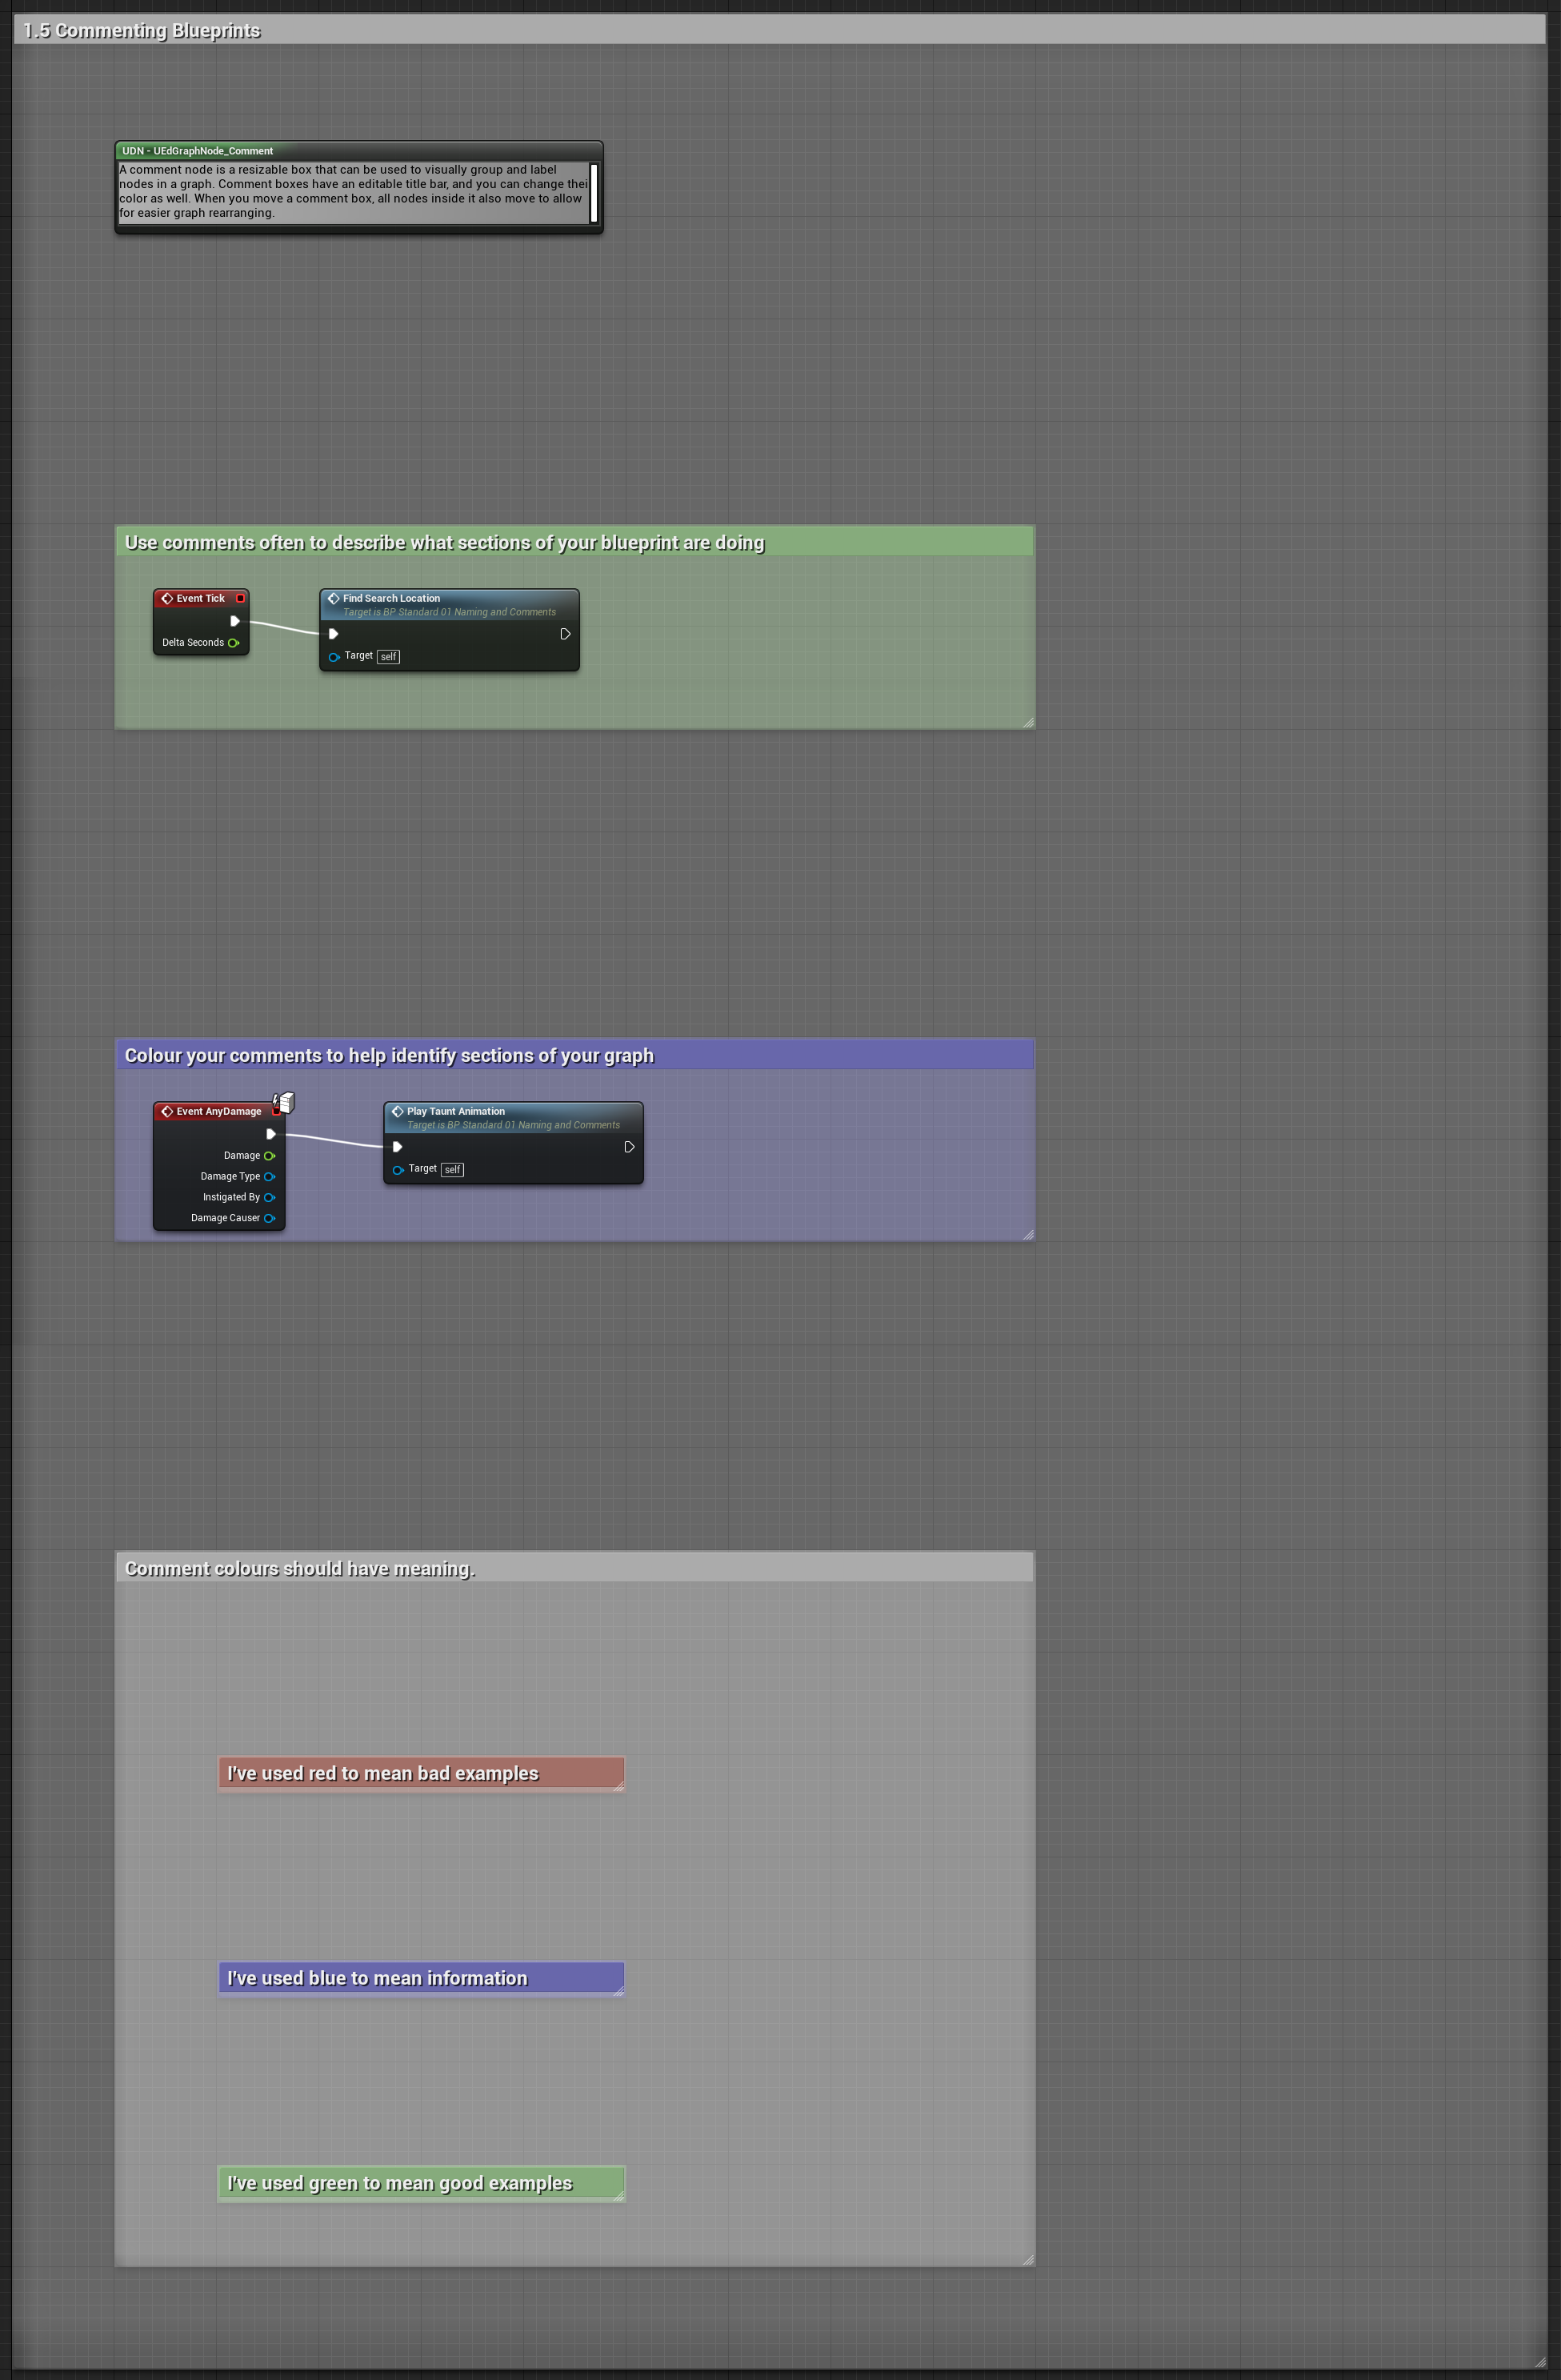 1.5 Commenting Blueprints
UDN - UEdGraphNode_Comment
A comment node is a resizable box that can be used to visually group and label
nodes in a graph. Comment boxes have an editable title bar, and you can change thei
color as well. When you move a comment box, all nodes inside it also move to allow
for easier graph rearranging.
Use comments often to describe what sections of your blueprint are doing
Event Tick
Delta Seconds
Find Search Location
Target is BP Standard 01 Naming and Comments
Target self
Colour your comments to help identify sections of your graph
Event AnyDamage
Damage
Damage Type
Instigated By
Damage Causer
Play Taunt Animation
Target is BP Standard 01 Naming and Comments
Target self
Comment colours should have meaning.
I've used red to mean bad examples
I've used blue to mean information
I've used green to mean good examples